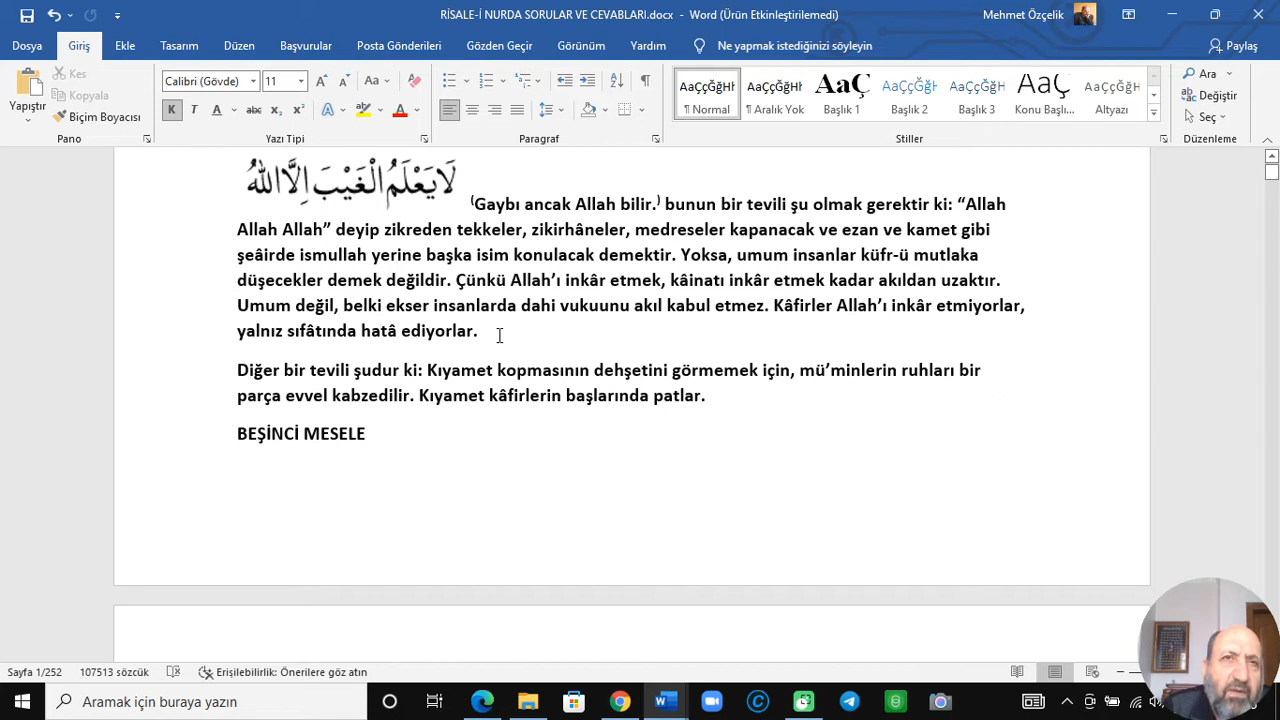 RİSALE-İ NURDA SORULAR VE CEVABLARI.docx - Word (Ürün Etkinleştirilemedi)
Mehmet Özçelik
Dosya Giriş Ekle Tasarım Düzen Başvurular Posta Gönderileri Gözden Geçir Görünüm Yardım Ne yapmak istediğinizi söyleyin Paylaş
Yapıştır
Kes
Kopyala
Biçim Boyacısı
Pano
Calibri (Gövde) 11
Aa
K T A abc x₂ x² A A
Yazı Tipi
Paragraf
AaÇçĞğH AaÇçĞğH AaÇ AaÇçĞğH AaÇçĞğH AaÇ AaÇçĞğH
¶ Normal ¶ Aralık Yok Başlık 1 Başlık 2 Başlık 3 Konu Başlı... Altyazı
Stiller
Ara
Değiştir
Seç
Düzenleme
لَا يَعْلَمُ الْغَيْبَ اِلَّا اللهُ
(Gaybı ancak Allah bilir.) bunun bir tevili şu olmak gerektir ki: “Allah
Allah Allah” deyip zikreden tekkeler, zikirhâneler, medreseler kapanacak ve ezan ve kamet gibi
şeâirde ismullah yerine başka isim konulacak demektir. Yoksa, umum insanlar küfr-ü mutlaka
düşecekler demek değildir. Çünkü Allah’ı inkâr etmek, kâinatı inkâr etmek kadar akıldan uzaktır.
Umum değil, belki ekser insanlarda dahi vukuunu akıl kabul etmez. Kâfirler Allah’ı inkâr etmiyorlar,
yalnız sıfâtında hatâ ediyorlar.
Diğer bir tevili şudur ki: Kıyamet kopmasının dehşetini görmemek için, mü’minlerin ruhları bir
parça evvel kabzedilir. Kıyamet kâfirlerin başlarında patlar.
BEŞİNCİ MESELE
Sayfa 1/252 107513 sözcük Erişilebilirlik: Önerilere göz atın
Aramak için buraya yazın